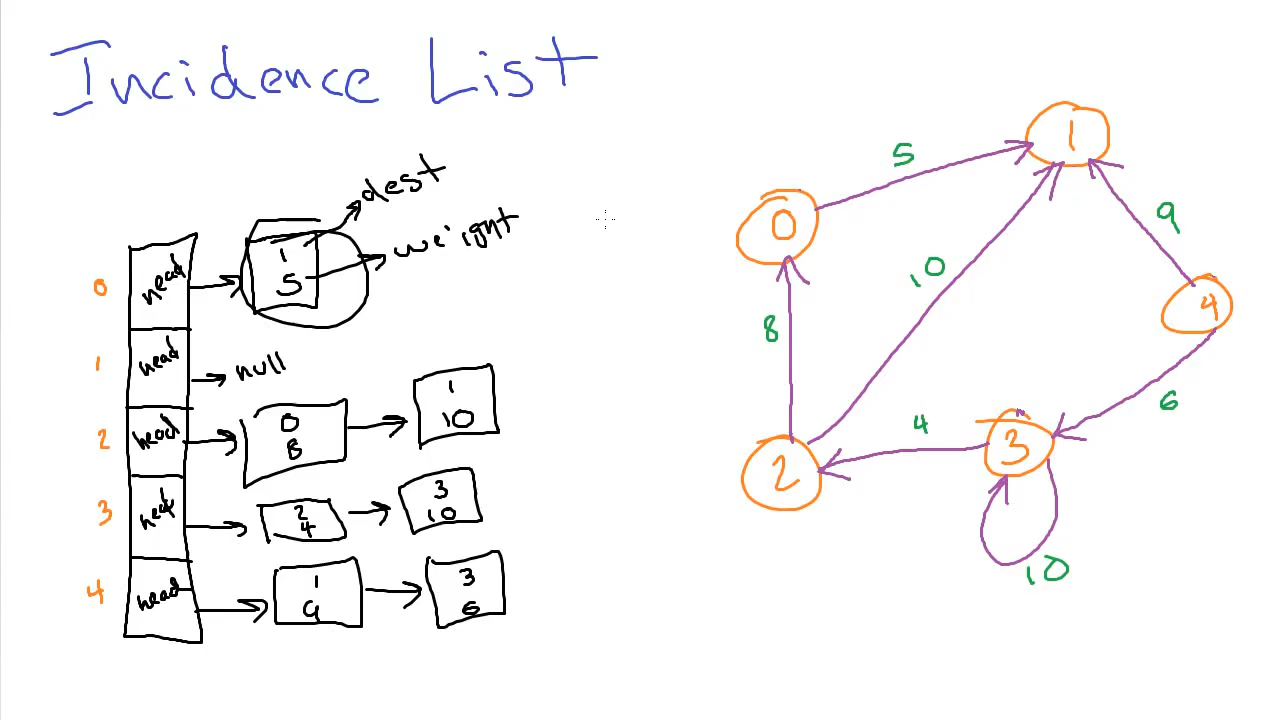 Incidence List
dest
weight
0 head 1
5
1 head null
2 head 0 1
8 10
3 head 2 3
4 10
4 head 1 3
9 6
1
5
0
9
10
4
8
6
4
3
2
10